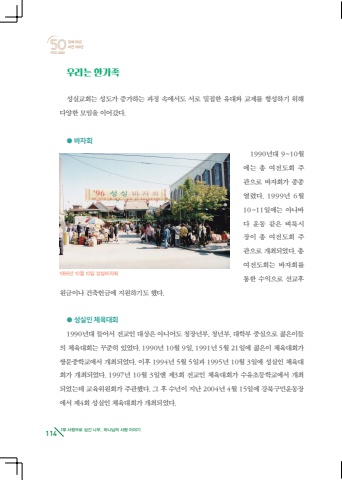 50
우리는 한가족
성실교회는 성도가 증가하는 과정 속에서도 서로 밀접한 유대와 교제를 형성하기 위해
다양한 모임을 이어갔다.
● 바자회
1990년대 9~10월
에는 총 여전도회 주
관으로 바자회가 종종
열렸다. 1999년 6월
10~11일에는 아나바
다 운동 같은 벼룩시
장이 총 여전도회 주
관으로 개최되었다. 총
여전도회는 바자회를
통한 수익으로 선교후
'96 성실 바자회
1996년 10월 10일 성실바자회
원금이나 건축헌금에 지원하기도 했다.
● 성실인 체육대회
1990년대 들어서 전교인 대상은 아니어도 청장년부, 청년부, 대학부 중심으로 젊은이들
의 체육대회는 꾸준히 있었다. 1990년 10월 9일, 1991년 5월 21일에 젊은이 체육대회가
쌍문중학교에서 개최되었다. 이후 1994년 5월 5일과 1995년 10월 3일에 성실인 체육대
회가 개최되었다. 1997년 10월 3일엔 제3회 전교인 체육대회가 수유초등학교에서 개최
되었는데 교육위원회가 주관했다. 그 후 수년이 지난 2004년 4월 15일에 강북구민운동장
에서 제4회 성실인 체육대회가 개최되었다.
114
1부 사랑으로 심긴 나무, 하나님의 사랑 이야기